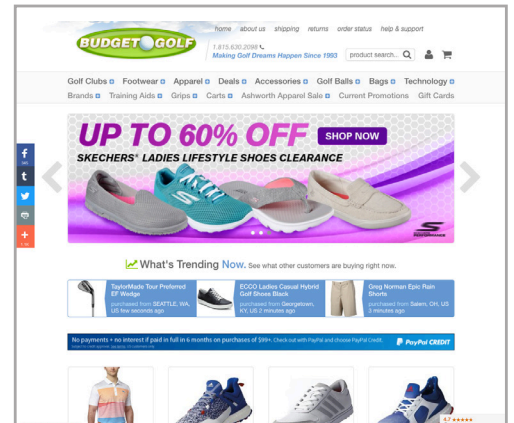 home about us shipping returns order status help & support
BUDGET GOLF
1.815.630.2098
Making Golf Dreams Happen Since 1993
product search..
Golf Clubs Footwear Apparel Deals Accessories Golf Balls Bags Technology
Brands Training Aids Grips Carts Ashworth Apparel Sale Current Promotions Gift Cards
UP TO 60% OFF SHOP NOW
SKECHERS® LADIES LIFESTYLE SHOES CLEARANCE
SKECHERS
PERFORMANCE
What's Trending Now. See what other customers are buying right now.
TaylorMade Tour Preferred
EF Wedge
purchased from SEATTLE, WA,
US few seconds ago
ECCO Ladies Casual Hybrid
Golf Shoes Black
purchased from Georgetown,
KY, US 2 minutes ago
Greg Norman Epic Rain
Shorts
purchased from Salem, OH, US
3 minutes ago
No payments + no interest if paid in full in 6 months on purchases of $99+. Check out with PayPal and choose PayPal Credit.
PayPal CREDIT
4.7 ★★★★★